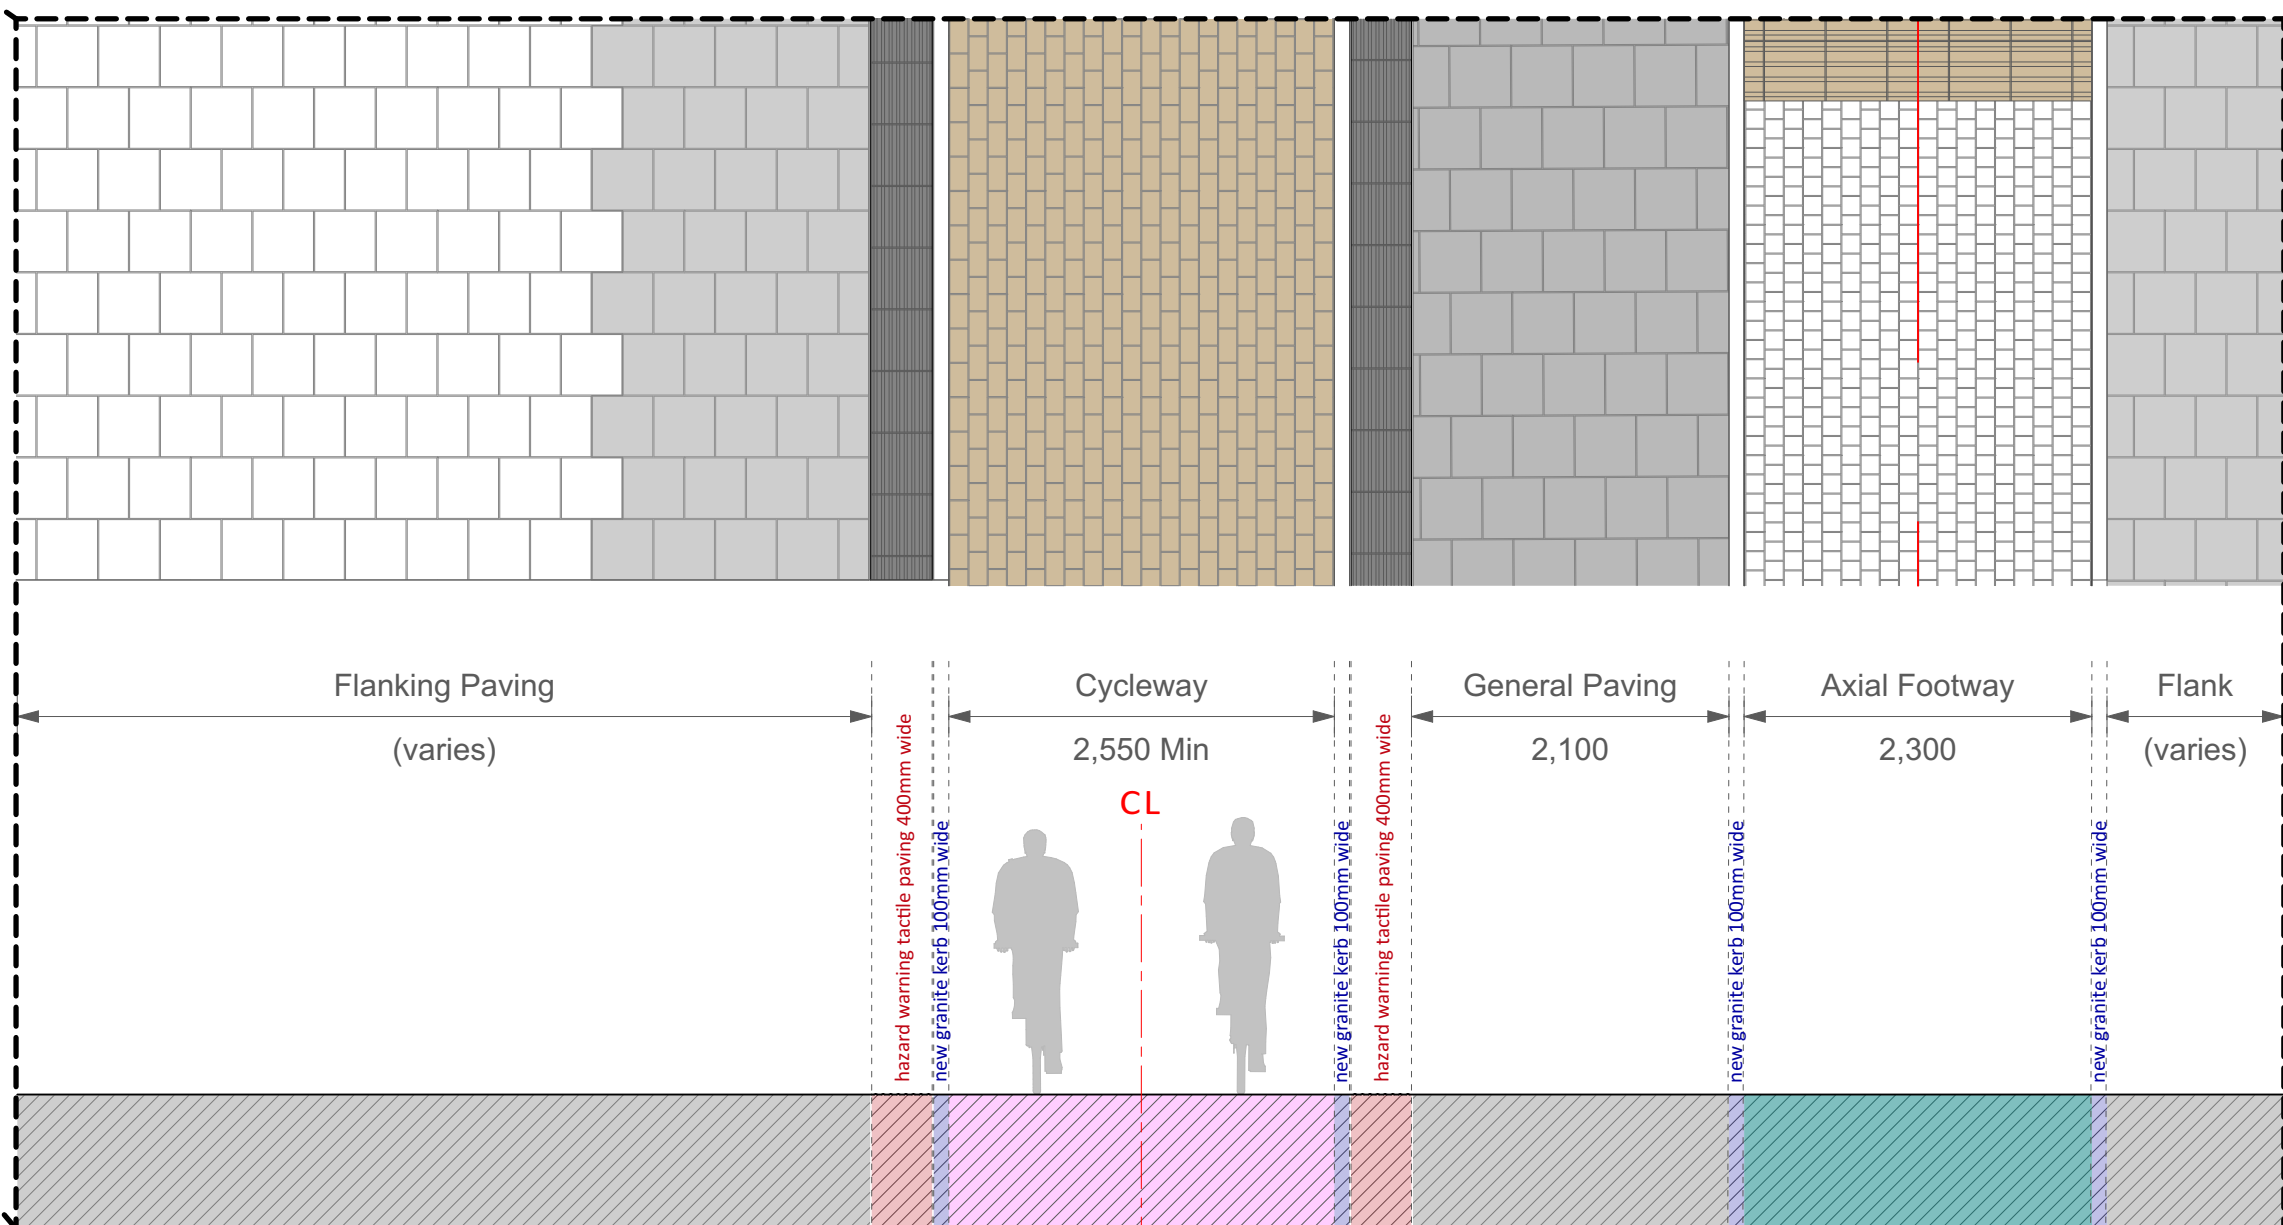 Flanking Paving
(varies)
hazard warning tactile paving 400mm wide
new granite kerb 100mm wide
Cycleway
2,550 Min
CL
new granite kerb 100mm wide
hazard warning tactile paving 400mm wide
General Paving
2,100
new granite kerb 100mm wide
Axial Footway
2,300
new granite kerb 100mm wide
Flank
(varies)